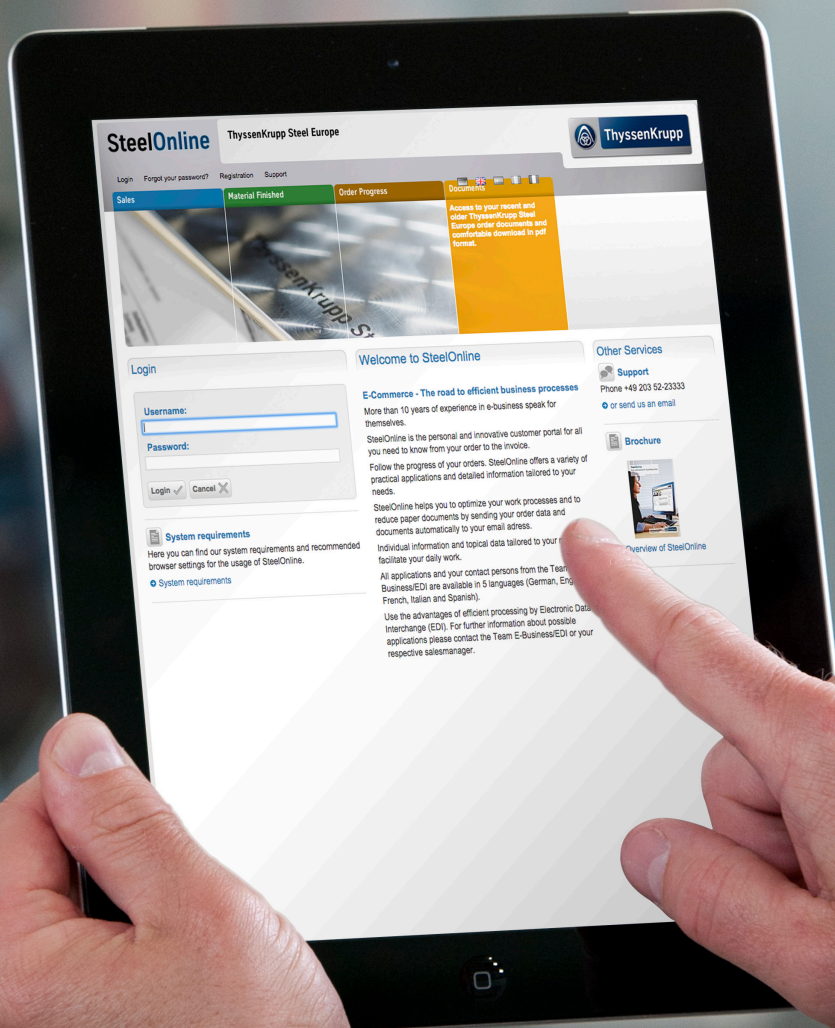 SteelOnline
ThyssenKrupp Steel Europe
ThyssenKrupp
Login Forgot your password? Registration Support
Sales
Material Finished
Order Progress
Documents
Access to your recent and
older ThyssenKrupp Steel
Europe order documents and
comfortable download in pdf
format.
ThyssenKrupp St
Login
Username:
Password:
Login
Cancel
System requirements
Here you can find our system requirements and recommended
browser settings for the usage of SteelOnline.
System requirements
Welcome to SteelOnline
E-Commerce - The road to efficient business processes
More than 10 years of experience in e-business speak for
themselves.
SteelOnline is the personal and innovative customer portal for all
you need to know from your order to the invoice.
Follow the progress of your orders. SteelOnline offers a variety of
practical applications and detailed information tailored to your
needs.
SteelOnline helps you to optimize your work processes and to
reduce paper documents by sending your order data and
documents automatically to your email adress.
Individual information and topical data tailored to your
facilitate your daily work.
All applications and your contact persons from the Team
Business/EDI are available in 5 languages (German, Eng
French, Italian and Spanish).
Use the advantages of efficient processing by Electronic Data
Interchange (EDI). For further information about possible
applications please contact the Team E-Business/EDI or your
respective salesmanager.
Other Services
Support
Phone +49 203 52-23333
or send us an email
Brochure
Overview of SteelOnline